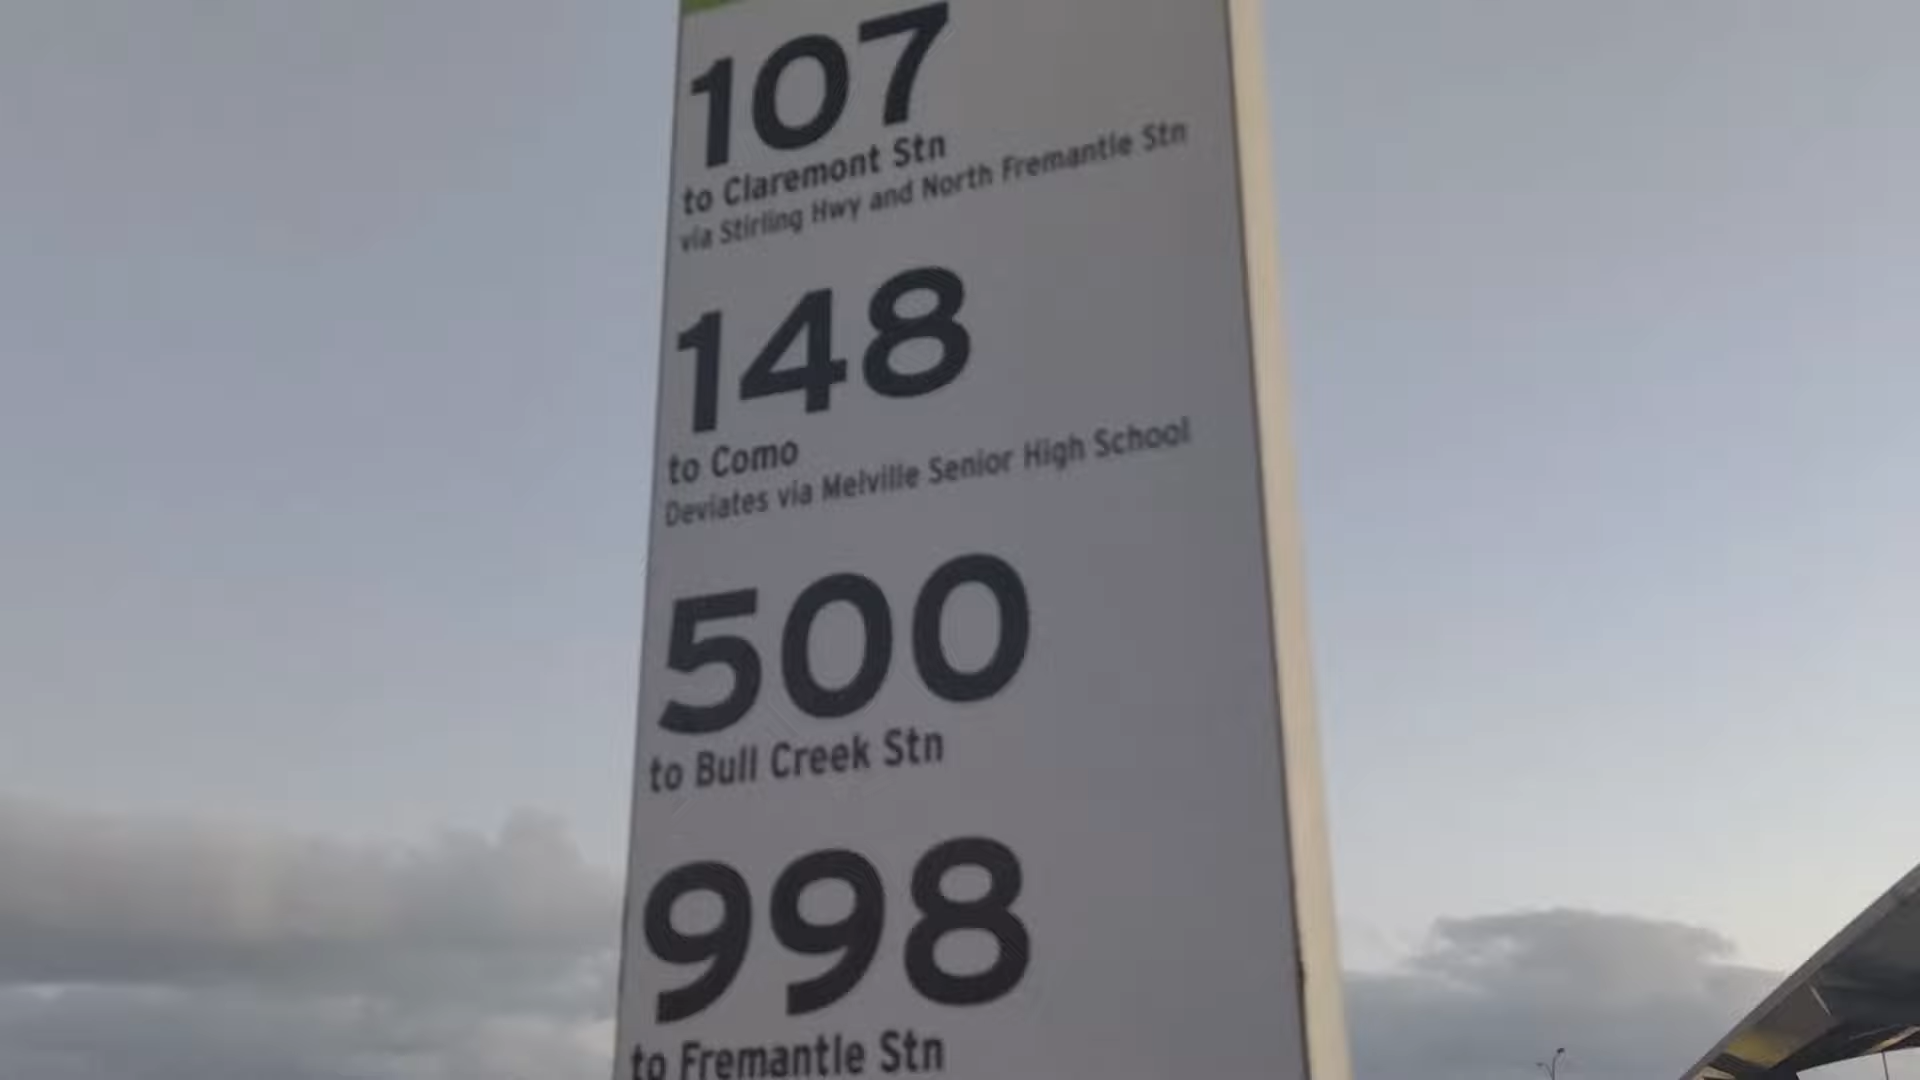 107
to Claremont Stn
via Stirling Hwy and North Fremantle Stn
148
to Como
Deviates via Melville Senior High School
500
to Bull Creek Stn
998
to Fremantle Stn